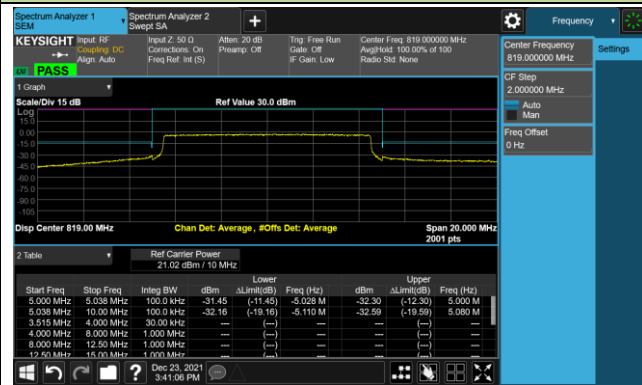 Spectrum Analyzer 1
SEM
Spectrum Analyzer 2
Swept SA
Frequency
KEYSIGHT
Input: RF
Coupling: DC
Align: Auto
Input Z: 50 Ω
Corrections: On
Freq Ref: Int (S)
Atten: 20 dB
Preamp: Off
Trig: Free Run
Gate: Off
IF Gain: Low
Center Freq: 819.000000 MHz
Avg|Hold: 100.00% of 100
Radio Std: None
PASS
Center Frequency
819.000000 MHz
Settings
CF Step
2.000000 MHz
Auto
Man
Freq Offset
0 Hz
1 Graph
Scale/Div 15 dB
Ref Value 30.0 dBm
Log
15.0
0.00
-15.0
-30.0
-45.0
-60.0
-75.0
-90.0
-105
Disp Center 819.00 MHz
Chan Det: Average, #Offs Det: Average
Span 20.000 MHz
2001 pts
2 Table
Ref Carrier Power
21.02 dBm / 10 MHz
Lower Upper
Start Freq Stop Freq Integ BW dBm ΔLimit(dB) Freq (Hz) dBm ΔLimit(dB) Freq (Hz)
5.000 MHz 5.038 MHz 100.0 kHz -31.45 (-11.45) -5.028 M -32.30 (-12.30) 5.000 M
5.038 MHz 10.00 MHz 100.0 kHz -32.16 (-19.16) -5.110 M -32.59 (-19.59) 5.080 M
3.515 MHz 4.000 MHz 30.00 kHz --- (---) --- --- (---) ---
4.000 MHz 8.000 MHz 1.000 MHz --- (---) --- --- (---) ---
8.000 MHz 12.50 MHz 1.000 MHz --- (---) --- --- (---) ---
12.50 MHz 15.00 MHz 1.000 MHz --- (---) --- --- (---) ---
?
Dec 23, 2021
3:41:06 PM